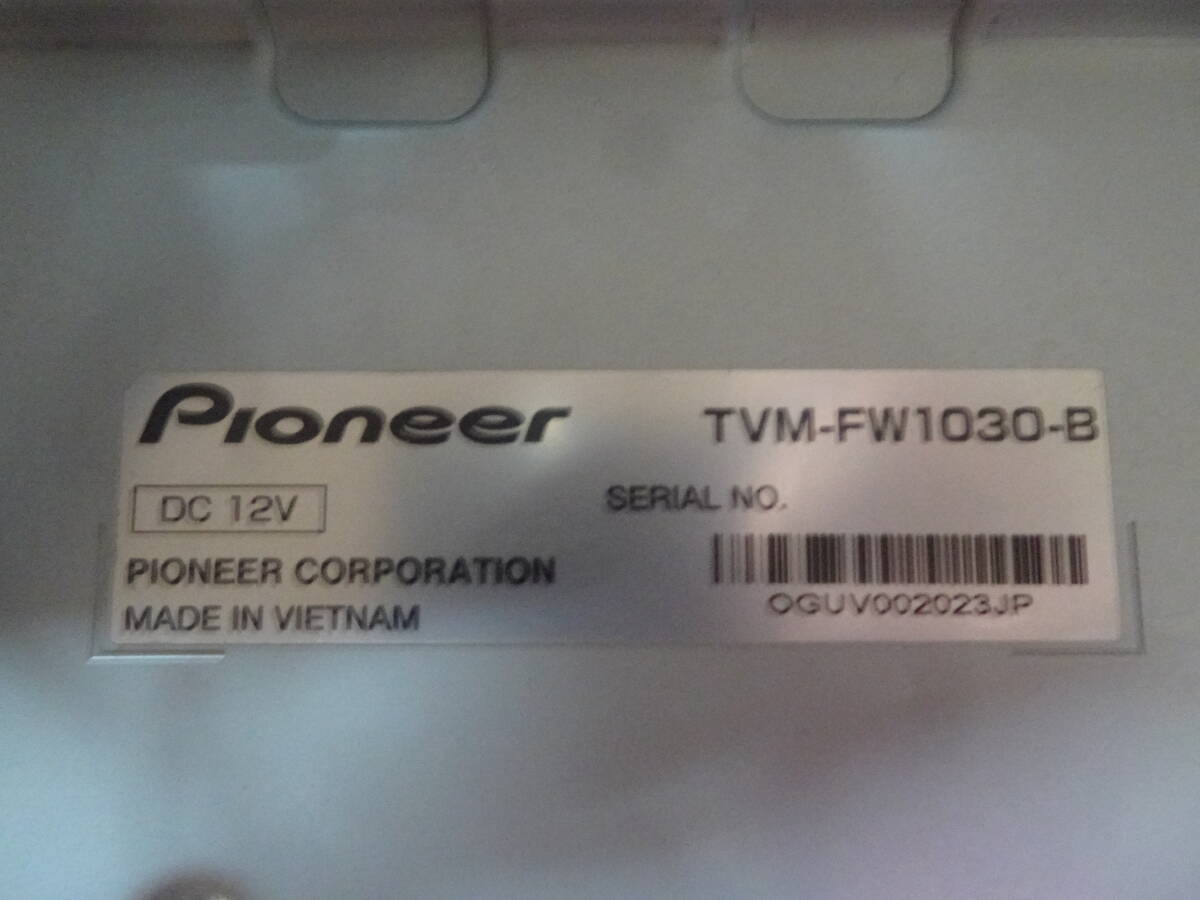 Pioneer TVM-FW1030-B
DC 12V
SERIAL NO.
PIONEER CORPORATION
MADE IN VIETNAM
OGUV002023JP